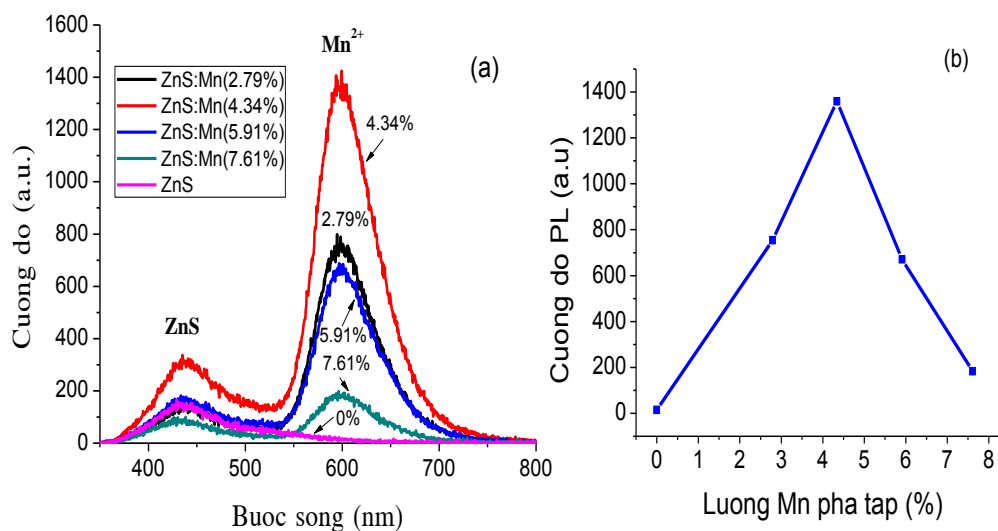 1600
1400
1200
1000
800
600
400
200
0
Cuong do (a.u.)
ZnS:Mn(2.79%)
ZnS:Mn(4.34%)
ZnS:Mn(5.91%)
ZnS:Mn(7.61%)
ZnS
Mn²⁺
(a)
4.34%
2.79%
5.91%
7.61%
0%
ZnS
400 500 600 700 800
Buoc song (nm)
(b)
1400
1200
1000
800
600
400
200
0
Cuong do PL (a.u)
0 1 2 3 4 5 6 7 8
Luong Mn pha tap (%)